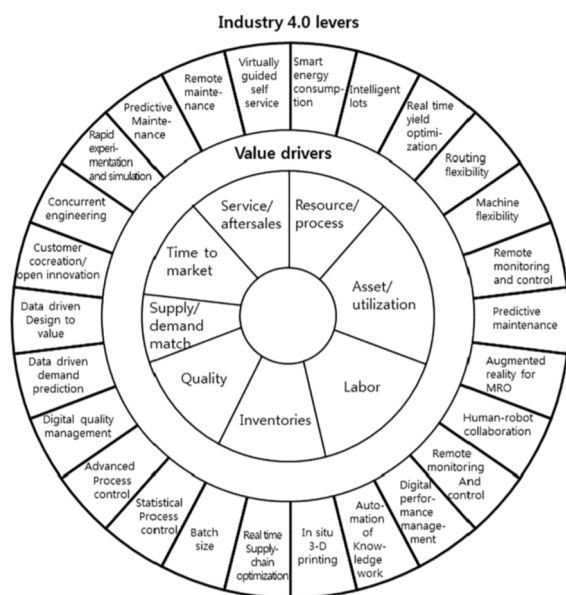 Industry 4.0 levers
Smart
energy
consump-
tion
Intelligent
lots
Real time
yield
optimi-
zation
Routing
flexibility
Machine
flexibility
Remote
monitoring
and control
Predictive
maintenance
Augmented
reality for
MRO
Human-robot
collaboration
Remote
monitoring
And
control
Digital
perfor-
mance
manage-
ment
Auto-
mation
of
Know-
ledge
work
In situ
3-D
printing
Real time
Supply-
chain
optimization
Batch
size
Statistical
Process
control
Advanced
Process
control
Digital quality
management
Data driven
demand
prediction
Data driven
Design to
value
Customer
cocreation/
open innovation
Concurrent
engineering
Rapid
experi-
mentation
and simulation
Predictive
Mainte-
nance
Remote
mainte-
nance
Virtually
guided
self
service
Value drivers
Resource/
process
Asset/
utilization
Labor
Inventories
Quality
Supply/
demand
match
Time to
market
Service/
aftersales